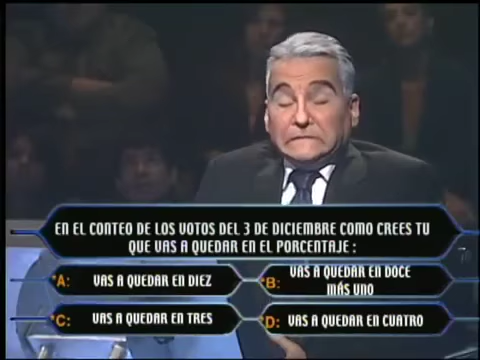 EN EL CONTEO DE LOS VOTOS DEL 3 DE DICIEMBRE COMO CREES TU
QUE VAS A QUEDAR EN EL PORCENTAJE :
A: VAS A QUEDAR EN DIEZ
B: VAS A QUEDAR EN DOCE
MÁS UNO
C: VAS A QUEDAR EN TRES
D: VAS A QUEDAR EN CUATRO